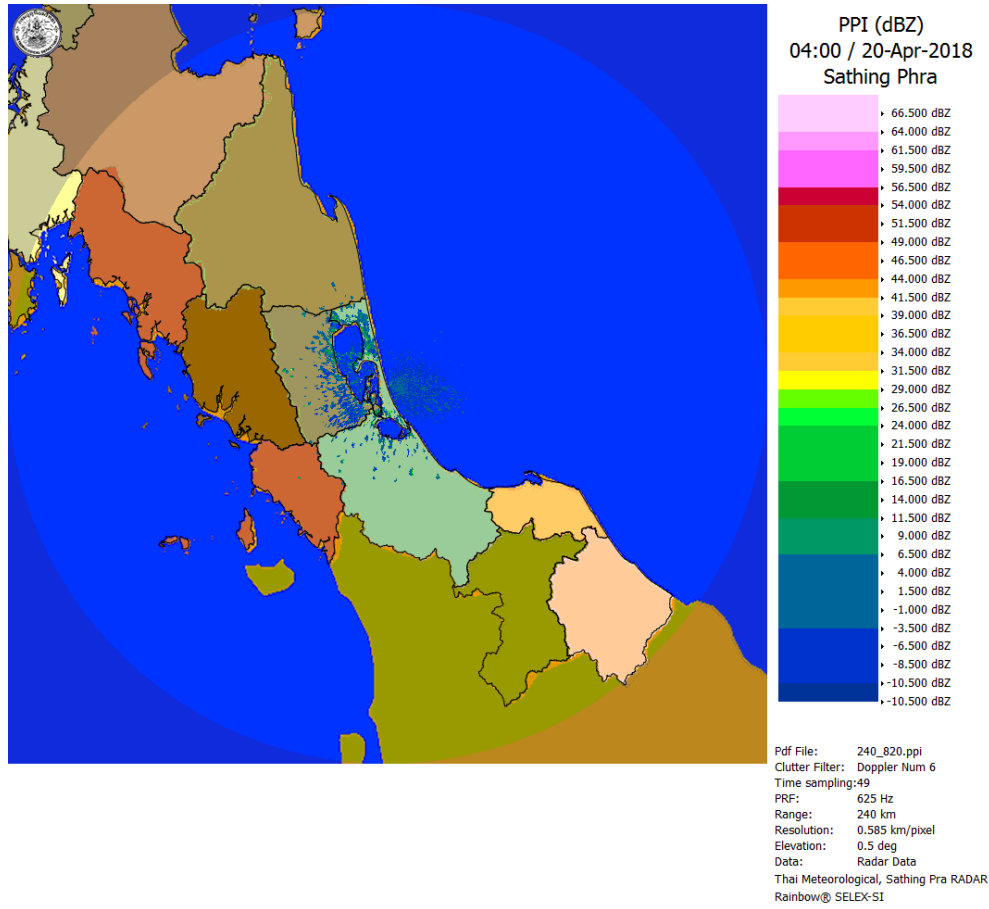 PPI (dBZ)
04:00 / 20-Apr-2018
Sathing Phra
66.500 dBZ
64.000 dBZ
61.500 dBZ
59.500 dBZ
56.500 dBZ
54.000 dBZ
51.500 dBZ
49.000 dBZ
46.500 dBZ
44.000 dBZ
41.500 dBZ
39.000 dBZ
36.500 dBZ
34.000 dBZ
31.500 dBZ
29.000 dBZ
26.500 dBZ
24.000 dBZ
21.500 dBZ
19.000 dBZ
16.500 dBZ
14.000 dBZ
11.500 dBZ
9.000 dBZ
6.500 dBZ
4.000 dBZ
1.500 dBZ
-1.000 dBZ
-3.500 dBZ
-6.500 dBZ
-8.500 dBZ
-10.500 dBZ
-10.500 dBZ
Pdf File: 240_820.ppi
Clutter Filter: Doppler Num 6
Time sampling:49
PRF: 625 Hz
Range: 240 km
Resolution: 0.585 km/pixel
Elevation: 0.5 deg
Data: Radar Data
Thai Meteorological, Sathing Pra RADAR
Rainbow® SELEX-SI